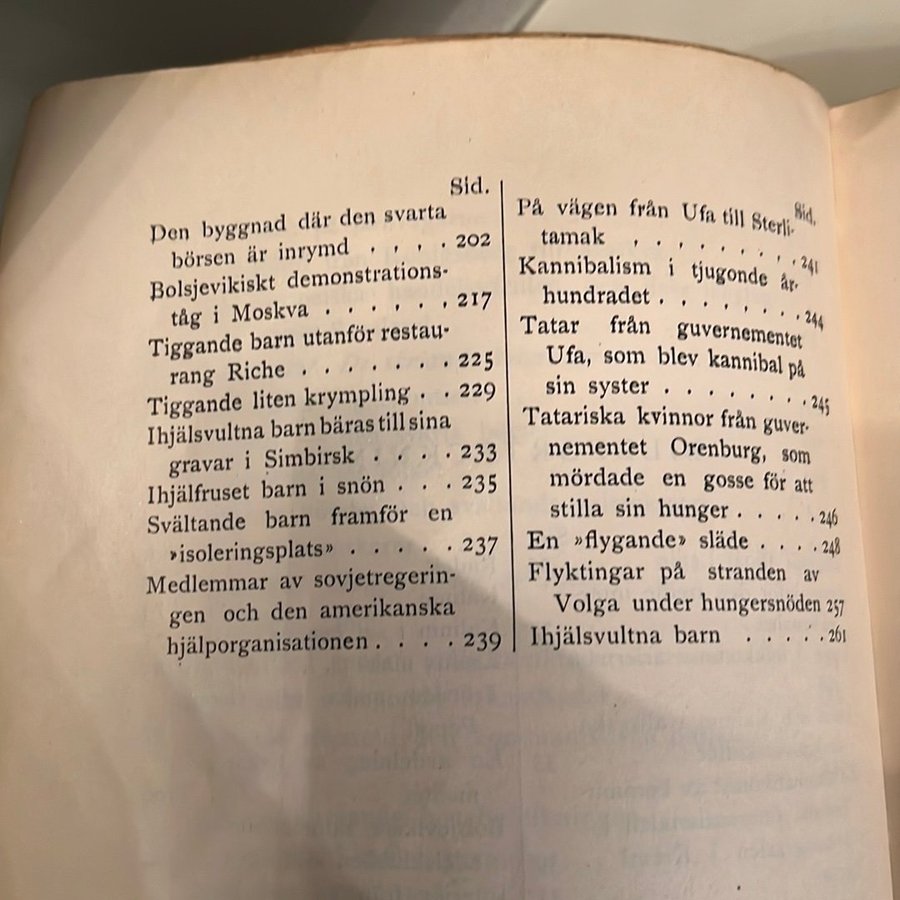 Sid.
Den byggnad där den svarta
börsen är inrymd . . . . 202
Bolsjevikiskt demonstrations-
tåg i Moskva . . . . . . 217
Tiggande barn utanför restau-
rang Riche . . . . . . . 225
Tiggande liten krympling . . 229
Ihjälsvultna barn bäras till sina
gravar i Simbirsk . . . . 233
Ihjälfruset barn i snön . . . 235
Svältande barn framför en
»isoleringsplats» . . . . . 237
Medlemmar av sovjetregerin-
gen och den amerikanska
hjälporganisationen . . . . 239
Sid.
På vägen från Ufa till Sterli-
tamak . . . . . . . . 241
Kannibalism i tjugonde år-
hundradet . . . . . . . . 244
Tatar från guvernementet
Ufa, som blev kannibal på
sin syster . . . . . . . . 245
Tatariska kvinnor från guver-
nementet Orenburg, som
mördade en gosse för att
stilla sin hunger . . . . . 246
En »flygande» släde . . . . 248
Flyktingar på stranden av
Volga under hungersnöden 257
Ihjälsvultna barn . . . . . 261